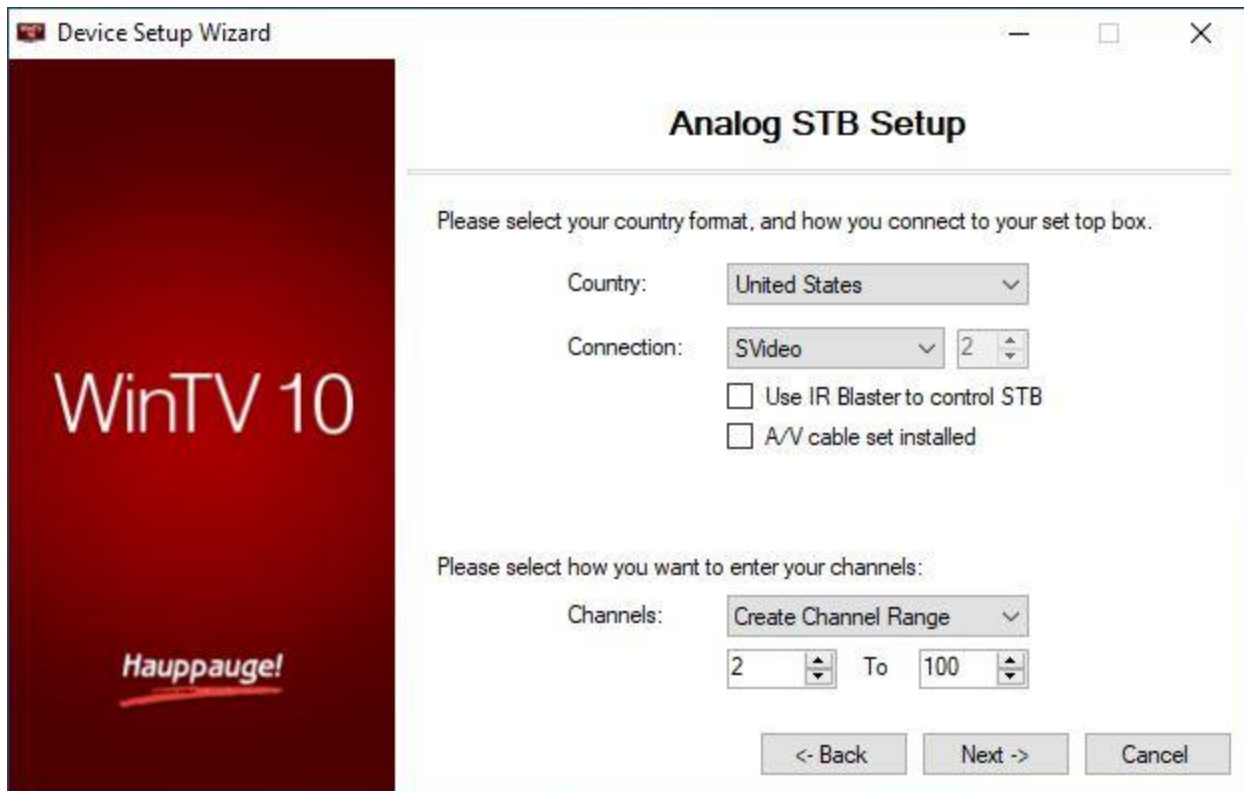 Device Setup Wizard
Analog STB Setup
Please select your country format, and how you connect to your set top box.
Country: United States
Connection: SVideo 2
Use IR Blaster to control STB
A/V cable set installed
WinTV 10
Please select how you want to enter your channels:
Channels: Create Channel Range
2 To 100
Hauppauge!
<- Back Next -> Cancel